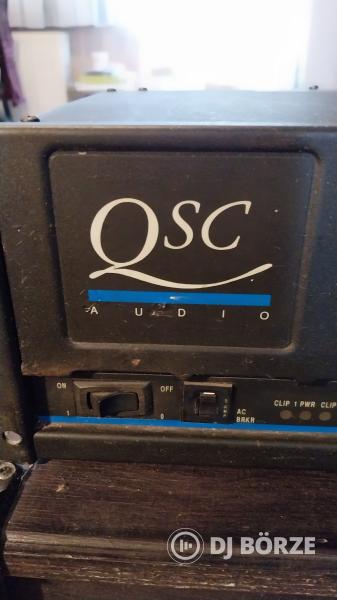 QSC
AUDIO
ON OFF
1 0 AC
BRKR CLIP 1 PWR CLIP
DJ BÖRZE